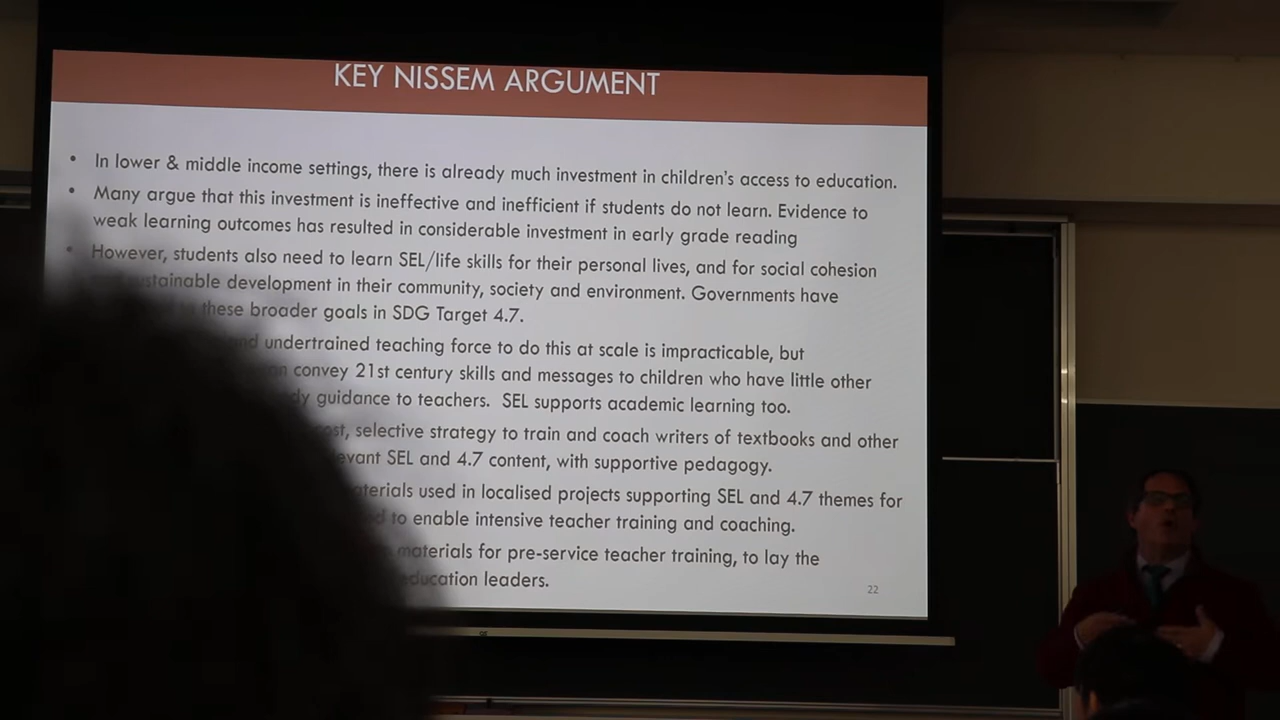 KEY NISSEM ARGUMENT
• In lower & middle income settings, there is already much investment in children's access to education.
• Many argue that this investment is ineffective and inefficient if students do not learn. Evidence to
weak learning outcomes has resulted in considerable investment in early grade reading
• However, students also need to learn SEL/life skills for their personal lives, and for social cohesion
sustainable development in their community, society and environment. Governments have
these broader goals in SDG Target 4.7.
undertrained teaching force to do this at scale is impracticable, but
convey 21st century skills and messages to children who have little other
guidance to teachers. SEL supports academic learning too.
selective strategy to train and coach writers of textbooks and other
SEL and 4.7 content, with supportive pedagogy.
materials used in localised projects supporting SEL and 4.7 themes for
to enable intensive teacher training and coaching.
materials for pre-service teacher training, to lay the
education leaders.
22